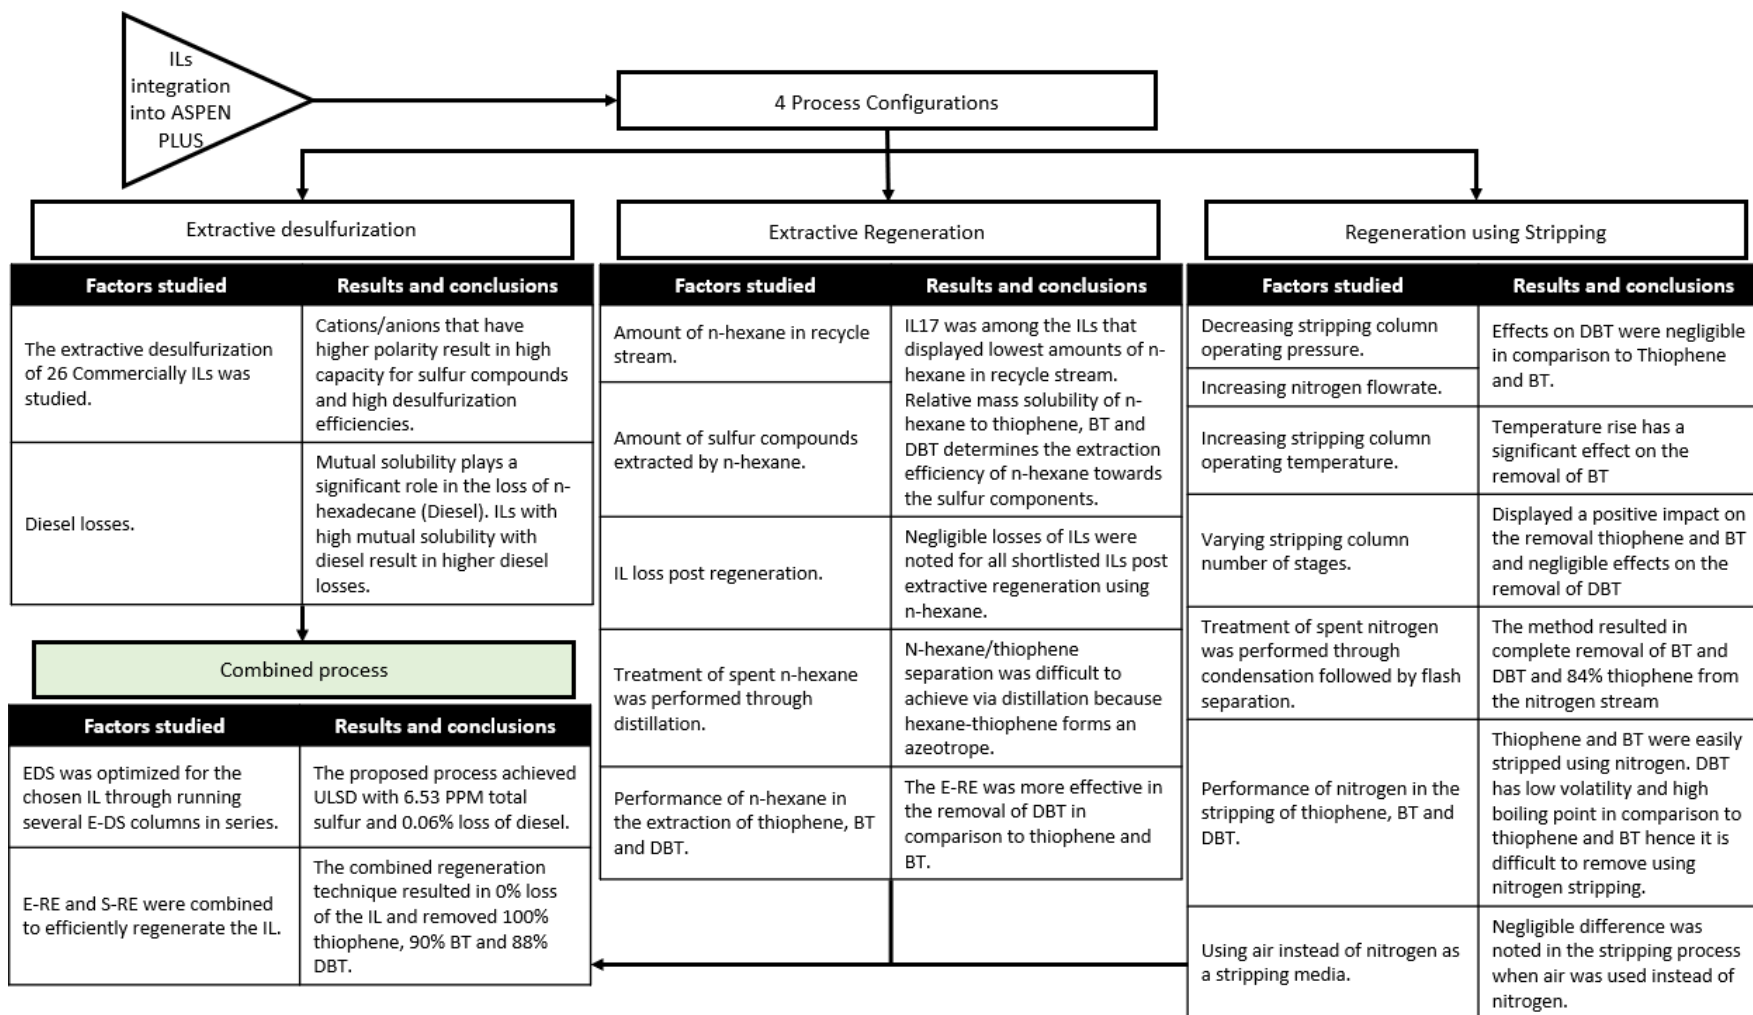 ILs
integration
into ASPEN
PLUS
4 Process Configurations
Extractive desulfurization
Factors studied
Results and conclusions
The extractive desulfurization
of 26 Commercially ILs was
studied.
Cations/anions that have
higher polarity result in high
capacity for sulfur compounds
and high desulfurization
efficiencies.
Diesel losses.
Mutual solubility plays a
significant role in the loss of n-
hexadecane (Diesel). ILs with
high mutual solubility with
diesel result in higher diesel
losses.
Combined process
Factors studied
Results and conclusions
EDS was optimized for the
chosen IL through running
several E-DS columns in series.
The proposed process achieved
ULSD with 6.53 PPM total
sulfur and 0.06% loss of diesel.
E-RE and S-RE were combined
to efficiently regenerate the IL.
The combined regeneration
technique resulted in 0% loss
of the IL and removed 100%
thiophene, 90% BT and 88%
DBT.
Extractive Regeneration
Factors studied
Results and conclusions
Amount of n-hexane in recycle
stream.
Amount of sulfur compounds
extracted by n-hexane.
IL17 was among the ILs that
displayed lowest amounts of n-
hexane in recycle stream.
Relative mass solubility of n-
hexane to thiophene, BT and
DBT determines the extraction
efficiency of n-hexane towards
the sulfur components.
IL loss post regeneration.
Negligible losses of ILs were
noted for all shortlisted ILs post
extractive regeneration using
n-hexane.
Treatment of spent n-hexane
was performed through
distillation.
N-hexane/thiophene
separation was difficult to
achieve via distillation because
hexane-thiophene forms an
azeotrope.
Performance of n-hexane in
the extraction of thiophene, BT
and DBT.
The E-RE was more effective in
the removal of DBT in
comparison to thiophene and
BT.
Regeneration using Stripping
Factors studied
Results and conclusions
Decreasing stripping column
operating pressure.
Increasing nitrogen flowrate.
Effects on DBT were negligible
in comparison to Thiophene
and BT.
Increasing stripping column
operating temperature.
Temperature rise has a
significant effect on the
removal of BT
Varying stripping column
number of stages.
Displayed a positive impact on
the removal thiophene and BT
and negligible effects on the
removal of DBT
Treatment of spent nitrogen
was performed through
condensation followed by flash
separation.
The method resulted in
complete removal of BT and
DBT and 84% thiophene from
the nitrogen stream
Performance of nitrogen in the
stripping of thiophene, BT and
DBT.
Thiophene and BT were easily
stripped using nitrogen. DBT
has low volatility and high
boiling point in comparison to
thiophene and BT hence it is
difficult to remove using
nitrogen stripping.
Using air instead of nitrogen as
a stripping media.
Negligible difference was
noted in the stripping process
when air was used instead of
nitrogen.